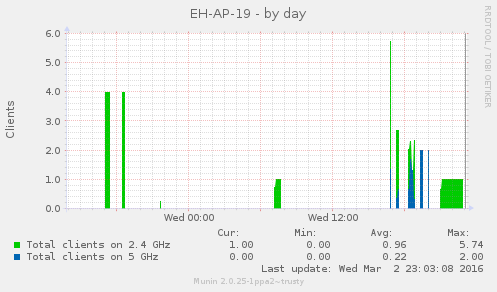 EH-AP-19 - by day
RRDTOOL / TOBI OETIKER
Clients
6.0
5.0
4.0
3.0
2.0
1.0
0.0
Wed 00:00 Wed 12:00
Cur: Min: Avg: Max:
Total clients on 2.4 GHz 1.00 0.00 0.96 5.74
Total clients on 5 GHz 0.00 0.00 0.22 2.00
Last update: Wed Mar 2 23:03:08 2016
Munin 2.0.25-1ppa2~trusty